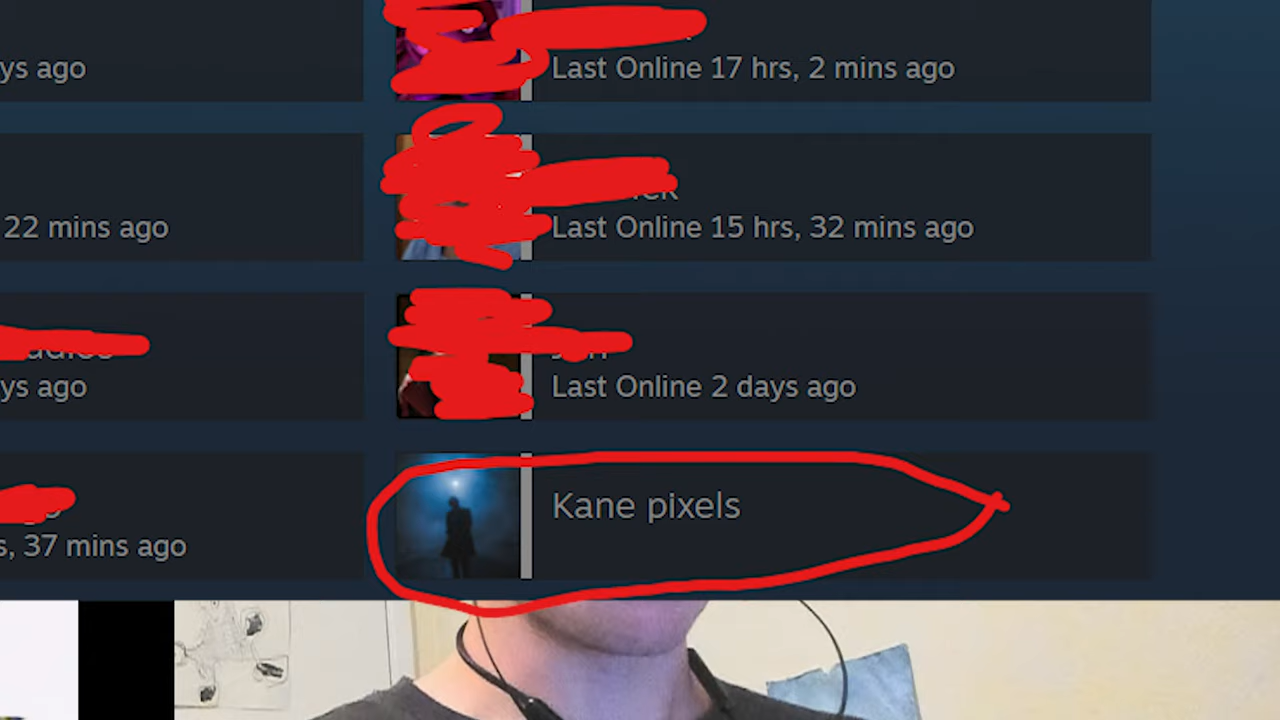 ys ago
Last Online 17 hrs, 2 mins ago
22 mins ago
Last Online 15 hrs, 32 mins ago
ys ago
Last Online 2 days ago
s, 37 mins ago
Kane pixels